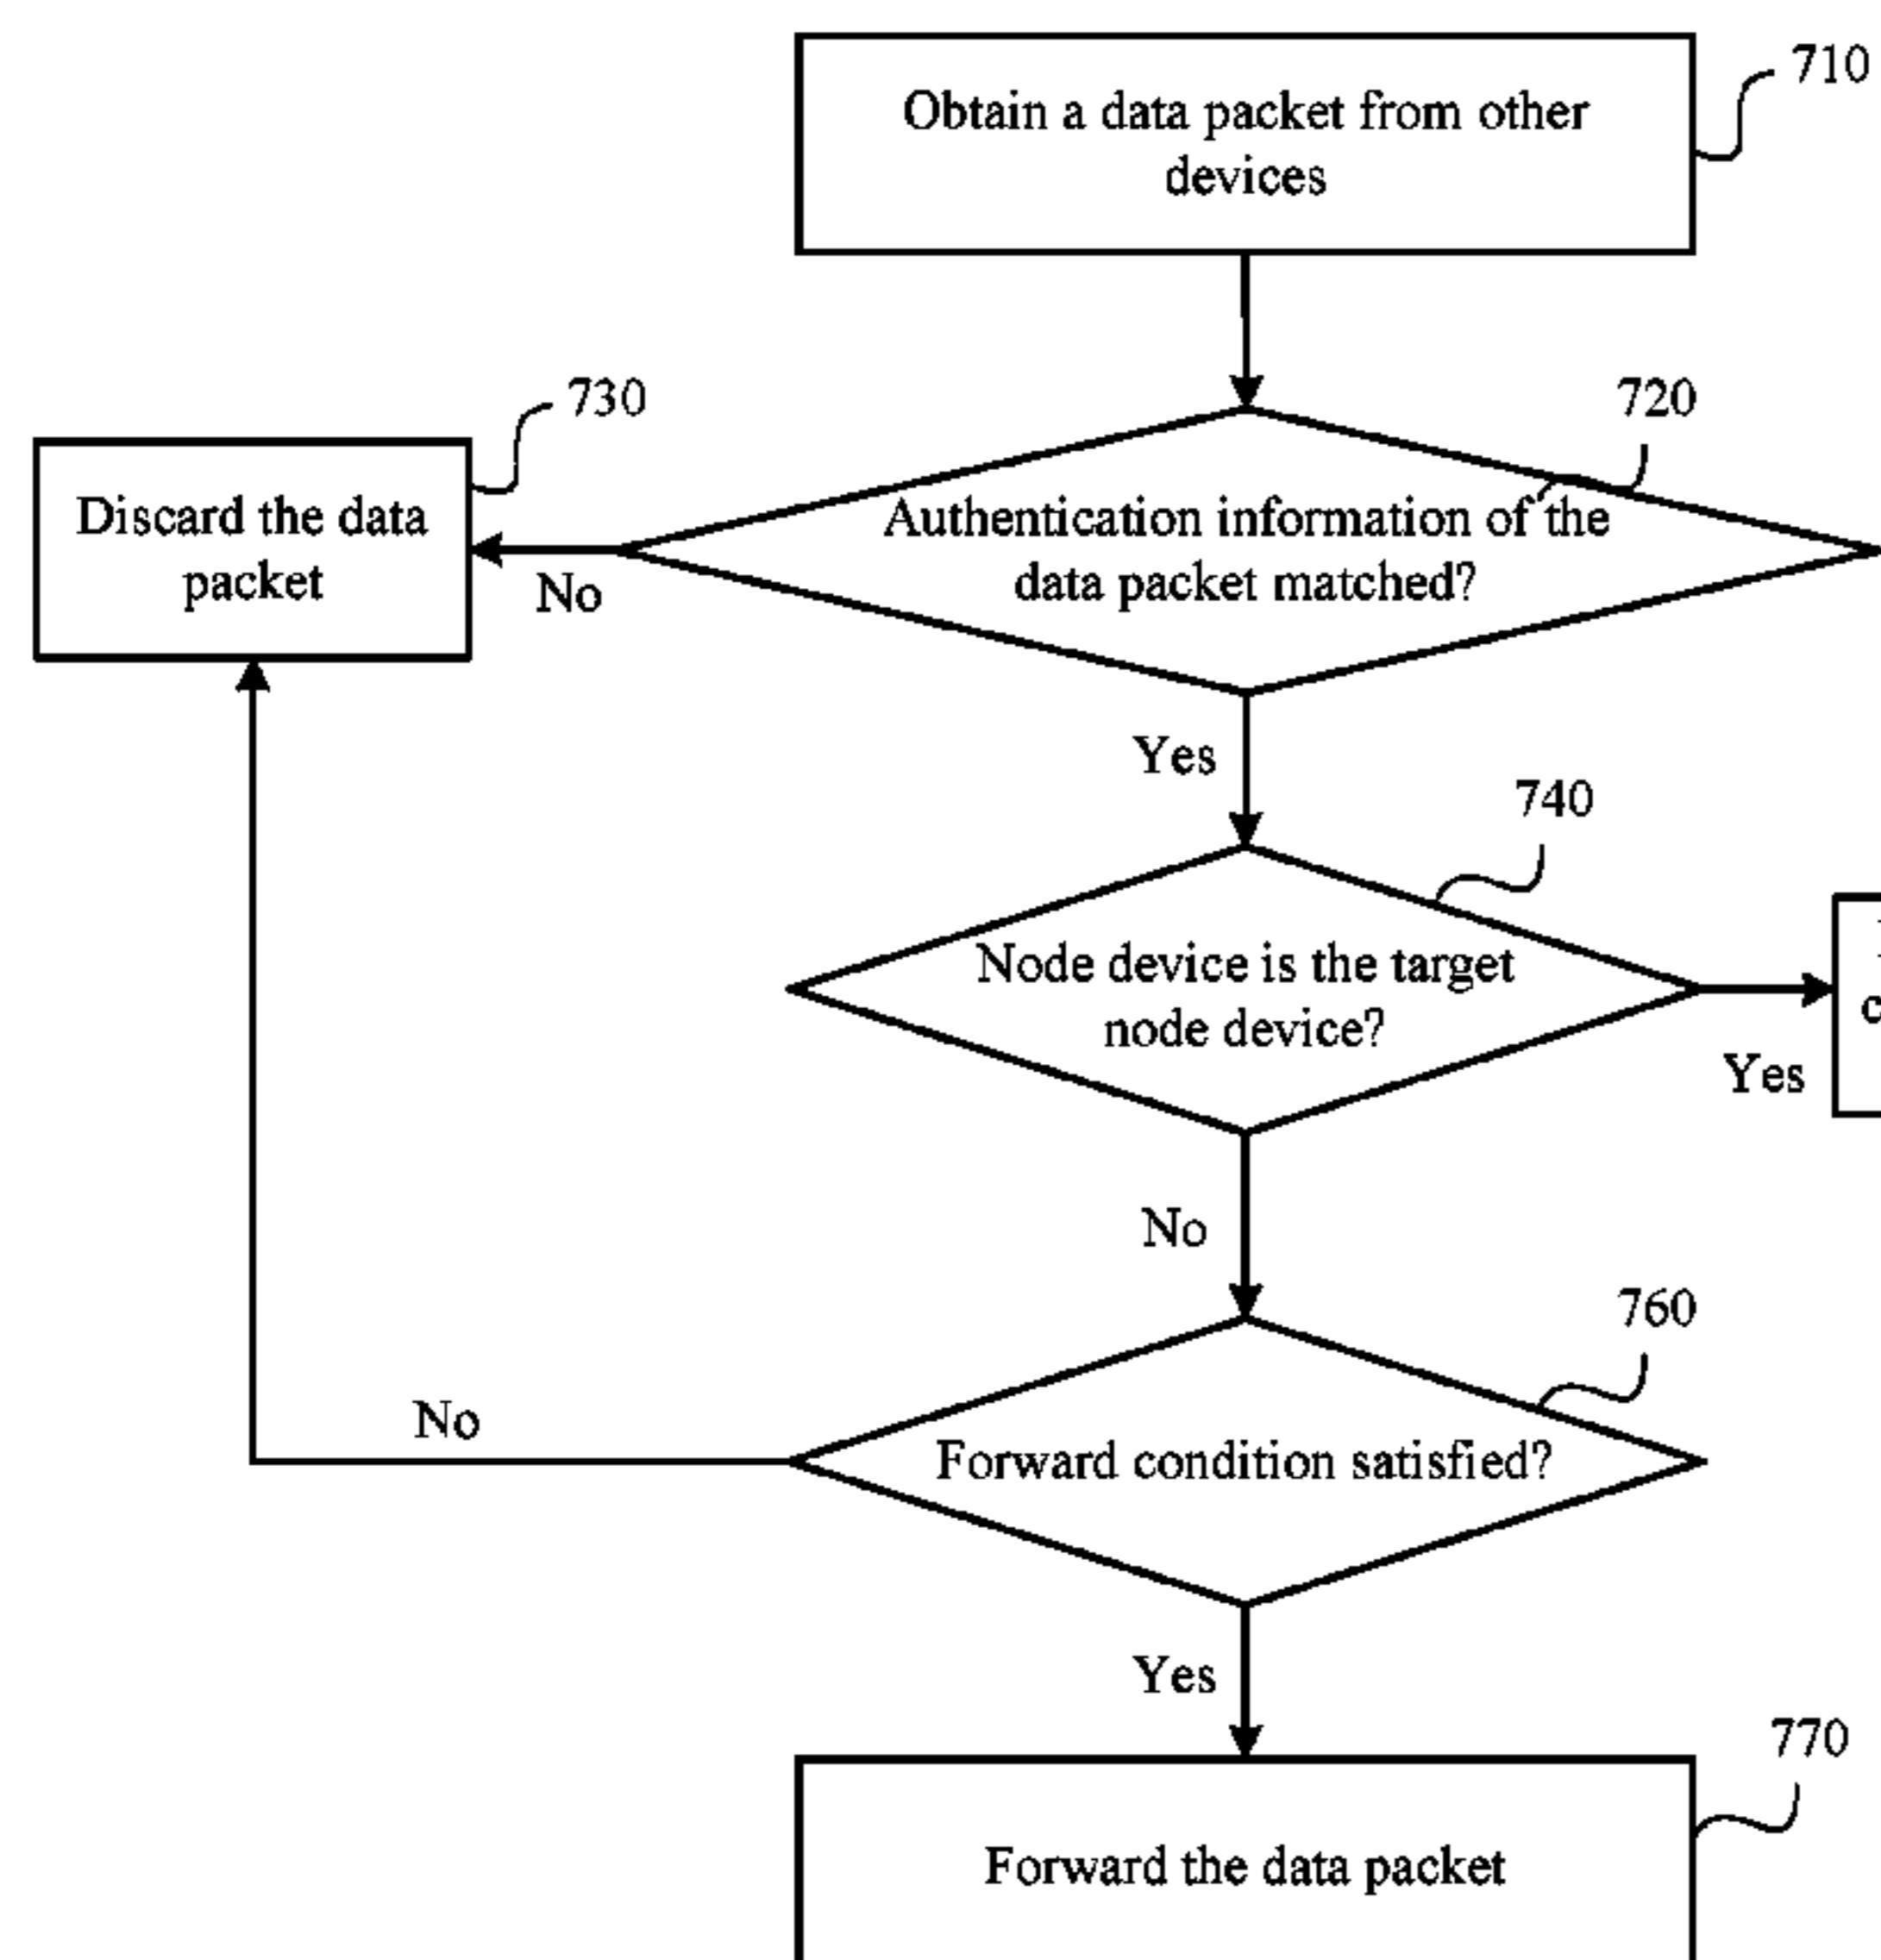 710
Obtain a data packet from other
devices
730
720
Discard the data
packet
No
Authentication information of the
data packet matched?
Yes
740
Node device is the target
node device?
Yes
No
760
Forward condition satisfied?
No
Yes
770
Forward the data packet